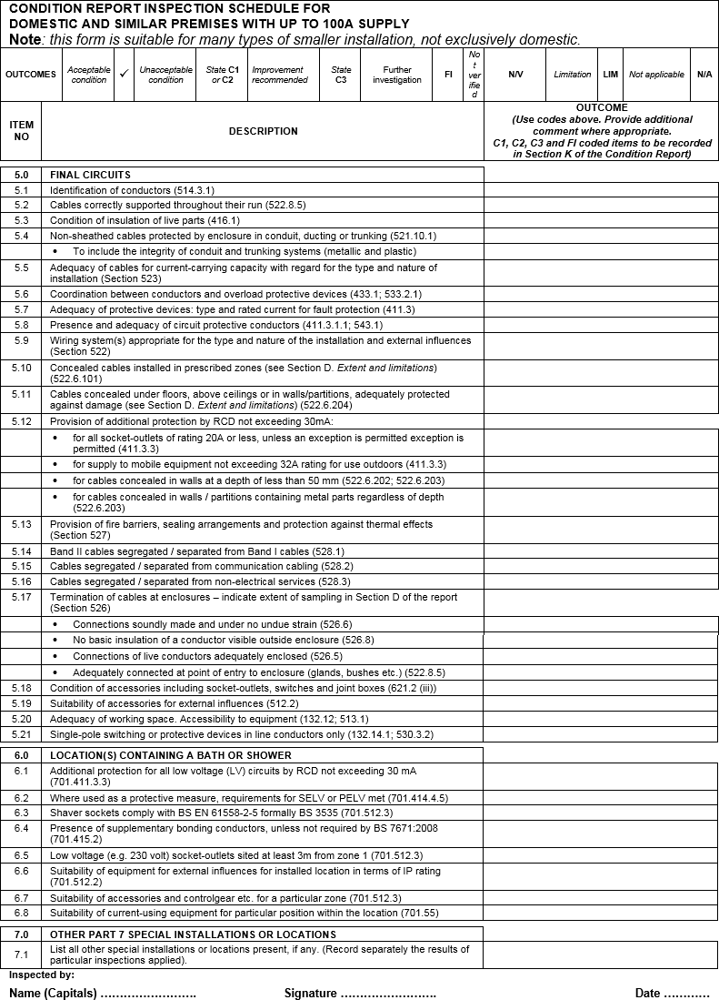 CONDITION REPORT INSPECTION SCHEDULE FOR
DOMESTIC AND SIMILAR PREMISES WITH UP TO 100A SUPPLY
Note: this form is suitable for many types of smaller installation, not exclusively domestic.
OUTCOMES Acceptable condition ✓ Unacceptable condition State C1 or C2 Improvement recommended State C3 Further investigation FI No t ver ifie d N/V Limitation LIM Not applicable N/A
ITEM NO DESCRIPTION OUTCOME
(Use codes above. Provide additional
comment where appropriate.
C1, C2, C3 and FI coded items to be recorded
in Section K of the Condition Report)
5.0 FINAL CIRCUITS
5.1 Identification of conductors (514.3.1)
5.2 Cables correctly supported throughout their run (522.8.5)
5.3 Condition of insulation of live parts (416.1)
5.4 Non-sheathed cables protected by enclosure in conduit, ducting or trunking (521.10.1)
• To include the integrity of conduit and trunking systems (metallic and plastic)
5.5 Adequacy of cables for current-carrying capacity with regard for the type and nature of
installation (Section 523)
5.6 Coordination between conductors and overload protective devices (433.1; 533.2.1)
5.7 Adequacy of protective devices: type and rated current for fault protection (411.3)
5.8 Presence and adequacy of circuit protective conductors (411.3.1.1; 543.1)
5.9 Wiring system(s) appropriate for the type and nature of the installation and external influences
(Section 522)
5.10 Concealed cables installed in prescribed zones (see Section D. Extent and limitations)
(522.6.101)
5.11 Cables concealed under floors, above ceilings or in walls/partitions, adequately protected
against damage (see Section D. Extent and limitations) (522.6.204)
5.12 Provision of additional protection by RCD not exceeding 30mA:
• for all socket-outlets of rating 20A or less, unless an exception is permitted exception is
permitted (411.3.3)
• for supply to mobile equipment not exceeding 32A rating for use outdoors (411.3.3)
• for cables concealed in walls at a depth of less than 50 mm (522.6.202; 522.6.203)
• for cables concealed in walls / partitions containing metal parts regardless of depth
(522.6.203)
5.13 Provision of fire barriers, sealing arrangements and protection against thermal effects
(Section 527)
5.14 Band II cables segregated / separated from Band I cables (528.1)
5.15 Cables segregated / separated from communication cabling (528.2)
5.16 Cables segregated / separated from non-electrical services (528.3)
5.17 Termination of cables at enclosures – indicate extent of sampling in Section D of the report
(Section 526)
• Connections soundly made and under no undue strain (526.6)
• No basic insulation of a conductor visible outside enclosure (526.8)
• Connections of live conductors adequately enclosed (526.5)
• Adequately connected at point of entry to enclosure (glands, bushes etc.) (522.8.5)
5.18 Condition of accessories including socket-outlets, switches and joint boxes (621.2 (iii))
5.19 Suitability of accessories for external influences (512.2)
5.20 Adequacy of working space. Accessibility to equipment (132.12; 513.1)
5.21 Single-pole switching or protective devices in line conductors only (132.14.1; 530.3.2)
6.0 LOCATION(S) CONTAINING A BATH OR SHOWER
6.1 Additional protection for all low voltage (LV) circuits by RCD not exceeding 30 mA
(701.411.3.3)
6.2 Where used as a protective measure, requirements for SELV or PELV met (701.414.4.5)
6.3 Shaver sockets comply with BS EN 61558-2-5 formally BS 3535 (701.512.3)
6.4 Presence of supplementary bonding conductors, unless not required by BS 7671:2008
(701.415.2)
6.5 Low voltage (e.g. 230 volt) socket-outlets sited at least 3m from zone 1 (701.512.3)
6.6 Suitability of equipment for external influences for installed location in terms of IP rating
(701.512.2)
6.7 Suitability of accessories and controlgear etc. for a particular zone (701.512.3)
6.8 Suitability of current-using equipment for particular position within the location (701.55)
7.0 OTHER PART 7 SPECIAL INSTALLATIONS OR LOCATIONS
7.1 List all other special installations or locations present, if any. (Record separately the results of
particular inspections applied).
Inspected by:
Name (Capitals) ........................ Signature ........................ Date ............